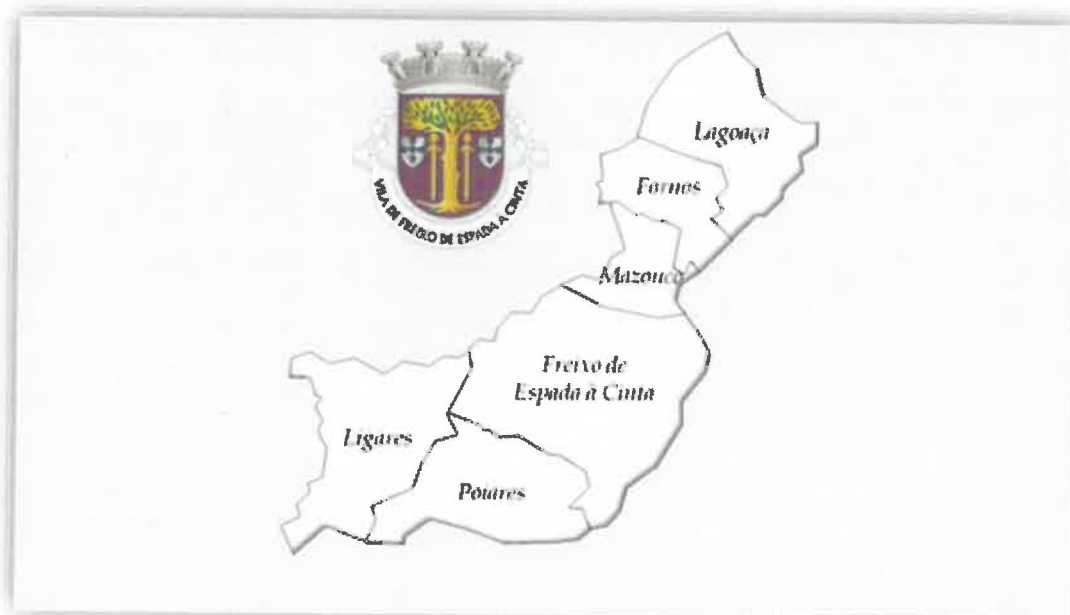 VILA DE FREIXO DE ESPADA A CINTA
Lagoaça
Fornos
Mazouco
Freixo de
Espada à Cinta
Ligares
Poiares